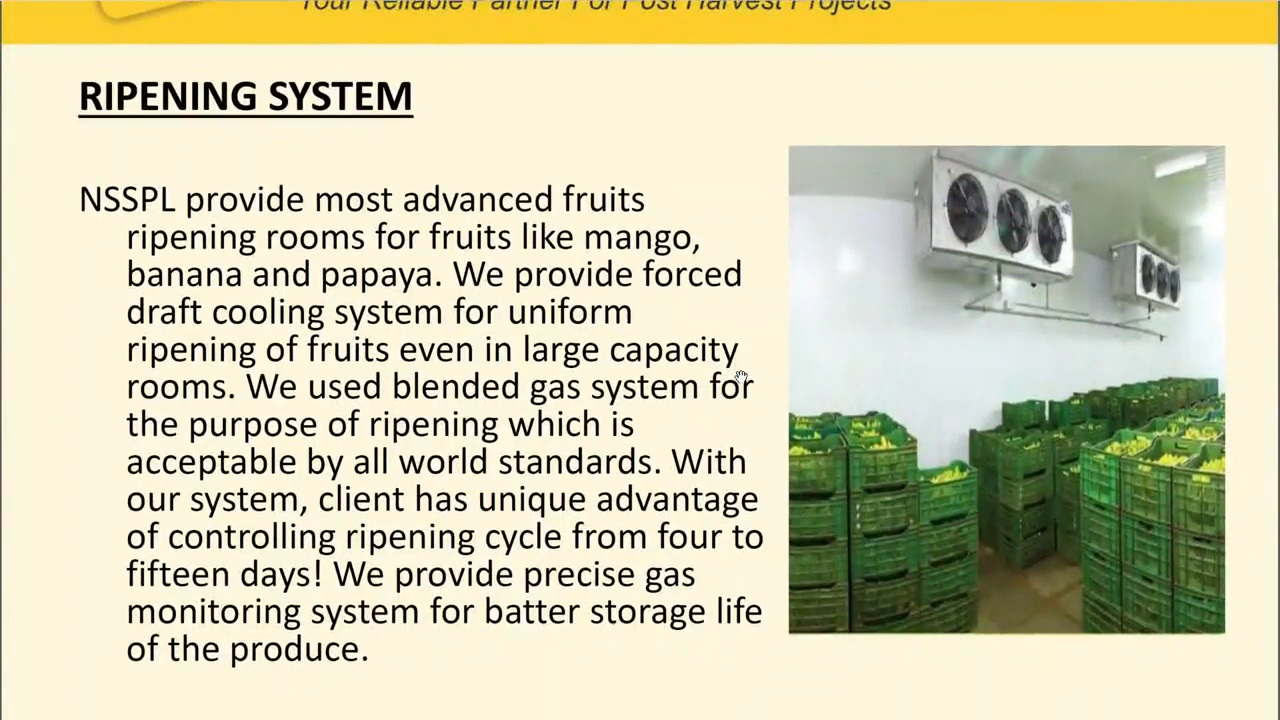 Your Reliable Partner For Post Harvest Projects
RIPENING SYSTEM
NSSPL provide most advanced fruits
ripening rooms for fruits like mango,
banana and papaya. We provide forced
draft cooling system for uniform
ripening of fruits even in large capacity
rooms. We used blended gas system for
the purpose of ripening which is
acceptable by all world standards. With
our system, client has unique advantage
of controlling ripening cycle from four to
fifteen days! We provide precise gas
monitoring system for batter storage life
of the produce.